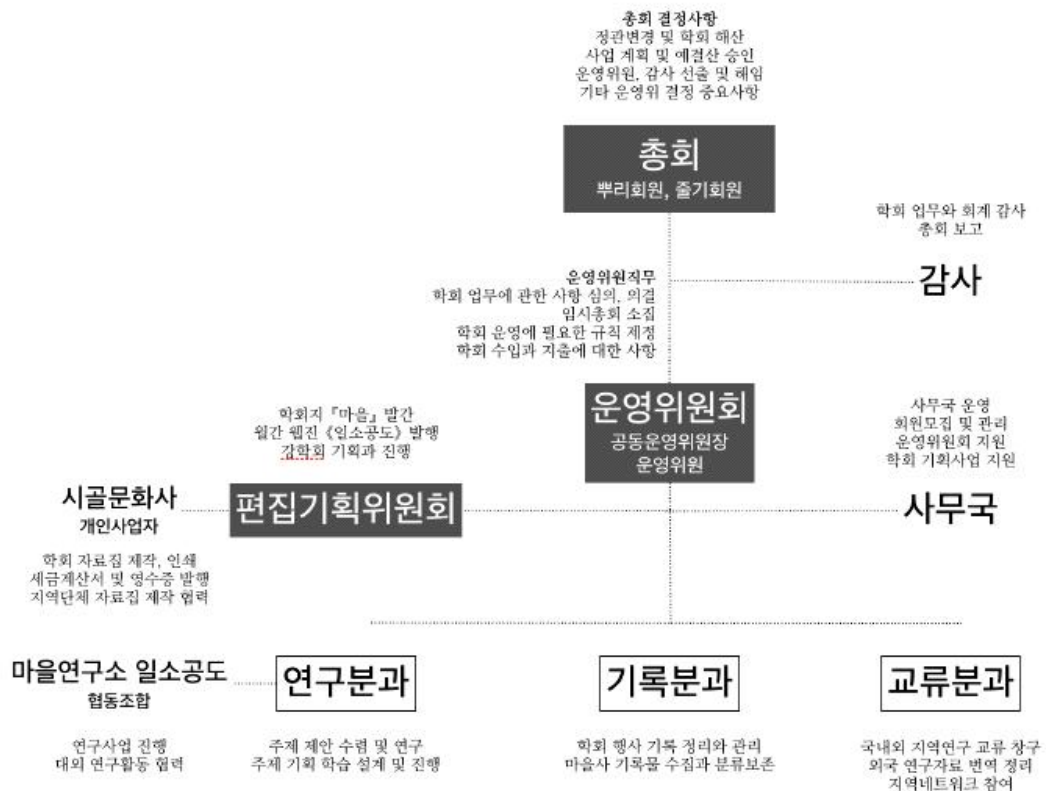 총회 결정사항
정관변경 및 학회 해산
사업 계획 및 예결산 승인
운영위원, 감사 선출 및 해임
기타 운영위 결정 중요사항
총회
뿌리회원, 줄기회원
학회 업무와 회계 감사
총회 보고
감사
운영위원직무
학회 업무에 관한 사항 심의, 의결
임시총회 소집
학회 운영에 필요한 규칙 제정
학회 수입과 지출에 대한 사항
운영위원회
공동운영위원장
운영위원
학회지 『마을』 발간
월간 웹진 《일소공도》 발행
강학회 기획과 진행
편집기획위원회
시골문화사
개인사업자
학회 자료집 제작, 인쇄
세금계산서 및 영수증 발행
지역단체 자료집 제작 협력
사무국 운영
회원모집 및 관리
운영위원회 지원
학회 기획사업 지원
사무국
마을연구소 일소공도
협동조합
연구사업 진행
대외 연구활동 협력
연구분과
주제 제안 수렴 및 연구
주제 기획 학습 설계 및 진행
기록분과
학회 행사 기록 정리와 관리
마을사 기록물 수집과 분류보존
교류분과
국내외 지역연구 교류 창구
외국 연구자료 번역 정리
지역네트워크 참여